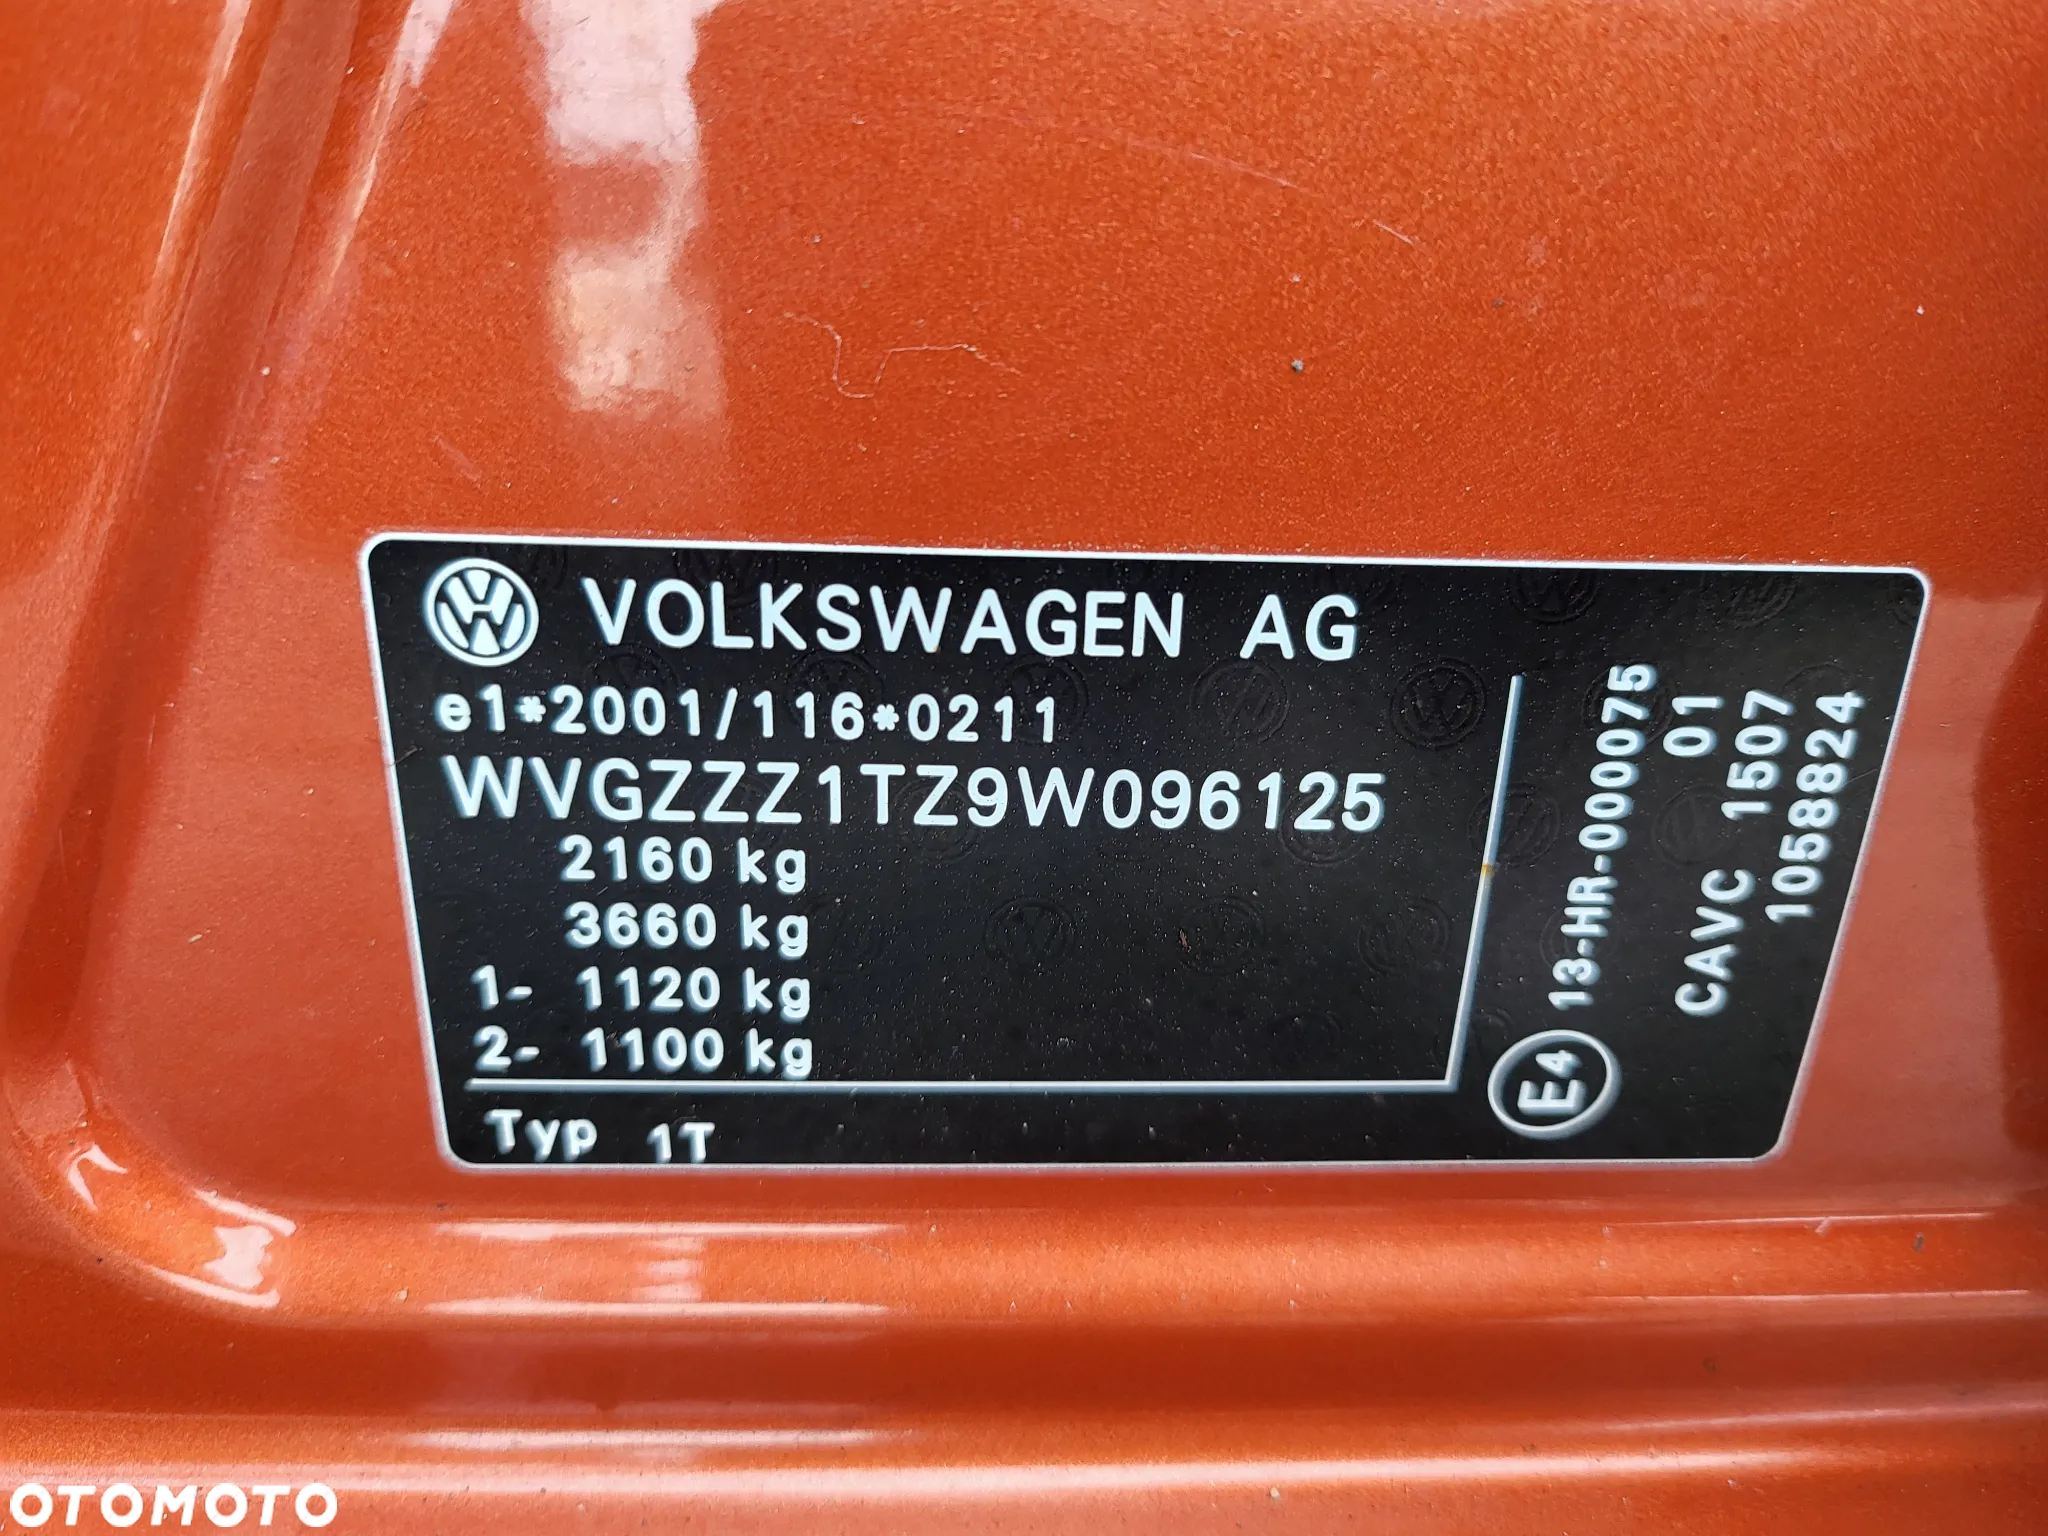 VOLKSWAGEN AG
e1*2001/116*0211
WVGZZZ1TZ9W096125
2160 kg
3660 kg
1- 1120 kg
2- 1100 kg
Typ 1T
E4 13-HR-000075
01
CAVC 1507
1058824
OTOMOTO